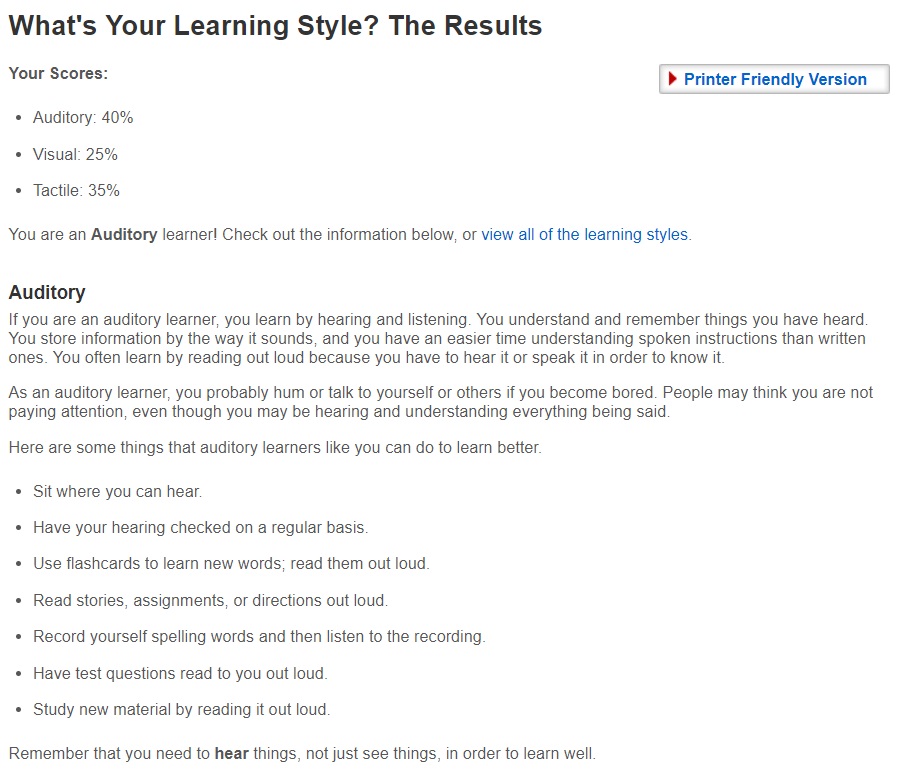 What's Your Learning Style? The Results
Your Scores:
Printer Friendly Version
Auditory: 40%
Visual: 25%
Tactile: 35%
You are an Auditory learner! Check out the information below, or view all of the learning styles.
Auditory
If you are an auditory learner, you learn by hearing and listening. You understand and remember things you have heard.
You store information by the way it sounds, and you have an easier time understanding spoken instructions than written
ones. You often learn by reading out loud because you have to hear it or speak it in order to know it.
As an auditory learner, you probably hum or talk to yourself or others if you become bored. People may think you are not
paying attention, even though you may be hearing and understanding everything being said.
Here are some things that auditory learners like you can do to learn better.
Sit where you can hear.
Have your hearing checked on a regular basis.
Use flashcards to learn new words; read them out loud.
Read stories, assignments, or directions out loud.
Record yourself spelling words and then listen to the recording.
Have test questions read to you out loud.
Study new material by reading it out loud.
Remember that you need to hear things, not just see things, in order to learn well.